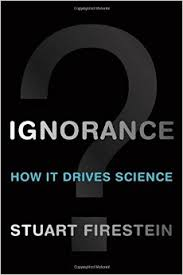 ?
IGNORANCE
HOW IT DRIVES SCIENCE
STUART FIRESTEIN